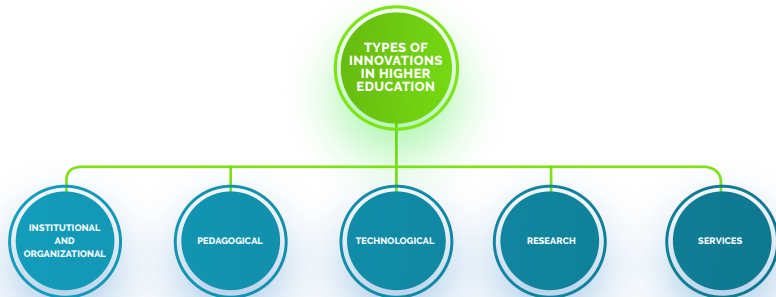 TYPES OF
INNOVATIONS
IN HIGHER
EDUCATION
INSTITUTIONAL
AND
ORGANIZATIONAL
PEDAGOGICAL
TECHNOLOGICAL
RESEARCH
SERVICES